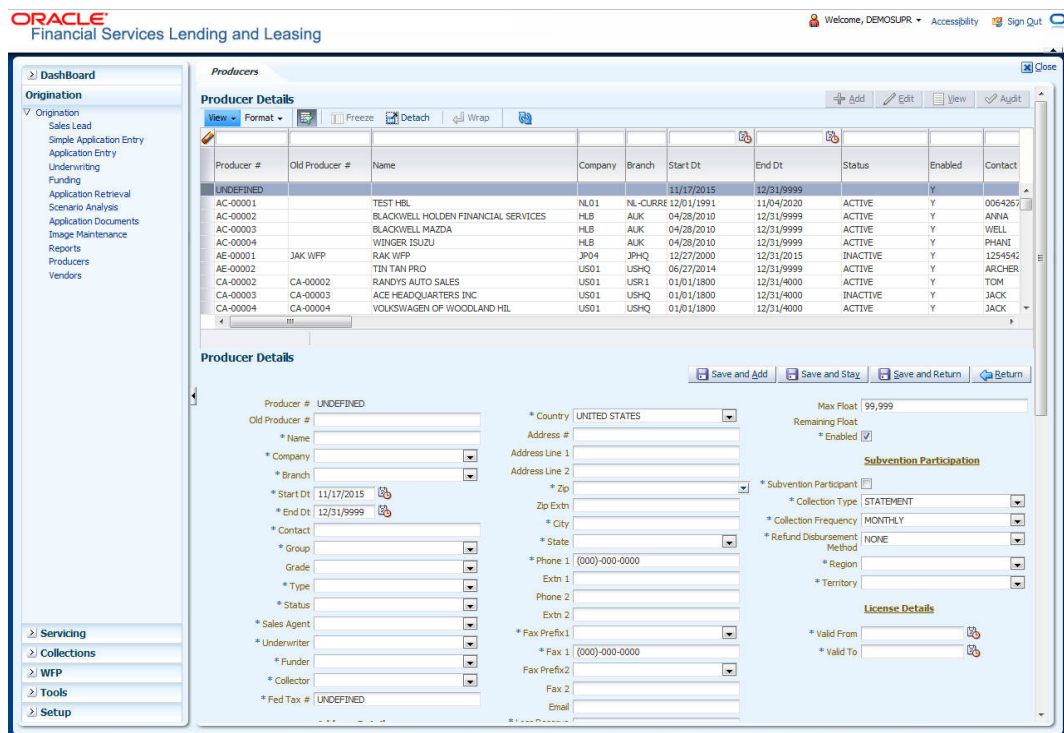 ORACLE
Financial Services Lending and Leasing
Welcome, DEMOSUPR
Accessibility
Sign Out
DashBoard
Origination
Origination
Sales Lead
Simple Application Entry
Application Entry
Underwriting
Funding
Application Retrieval
Scenario Analysis
Application Documents
Image Maintenance
Reports
Producers
Vendors
Servicing
Collections
WFP
Tools
Setup
Producers
Close
Producer Details
Add Edit View Audit
View Format Freeze Detach Wrap
Producer # Old Producer # Name Company Branch Start Dt End Dt Status Enabled Contact
UNDEFINED 11/17/2015 12/31/9999 Y
AC-00001 TEST HBL NL01 NL-CURRE 12/01/1991 11/04/2020 ACTIVE Y 0064267
AC-00002 BLACKWELL HOLDEN FINANCIAL SERVICES HLB AUK 04/28/2010 12/31/9999 ACTIVE Y ANNA
AC-00003 BLACKWELL MAZDA HLB AUK 04/28/2010 12/31/9999 ACTIVE Y WELL
AC-00004 WINGER ISUZU HLB AUK 04/28/2010 12/31/9999 ACTIVE Y PHANI
AE-00001 JAK WFP RAK WFP JP04 JPHQ 12/27/2000 12/31/2015 INACTIVE Y 1254542
AE-00002 TIN TAN PRO US01 USHQ 06/27/2014 12/31/9999 ACTIVE Y ARCHER
CA-00002 CA-00002 RANDYS AUTO SALES US01 USR1 01/01/1800 12/31/4000 ACTIVE Y TOM
CA-00003 CA-00003 ACE HEADQUARTERS INC US01 USHQ 01/01/1800 12/31/4000 INACTIVE Y JACK
CA-00004 CA-00004 VOLKSWAGEN OF WOODLAND HIL US01 USHQ 01/01/1800 12/31/4000 ACTIVE Y JACK
Producer Details
Save and Add Save and Stay Save and Return Return
Producer # UNDEFINED
Old Producer #
* Name
* Company
* Branch
* Start Dt 11/17/2015
* End Dt 12/31/9999
* Contact
* Group
Grade
* Type
* Status
* Sales Agent
* Underwriter
* Funder
* Collector
* Fed Tax # UNDEFINED
* Country UNITED STATES
Address #
Address Line 1
Address Line 2
* Zip
Zip Extn
* City
* State
* Phone 1 (000)-000-0000
Extn 1
Phone 2
Extn 2
* Fax Prefix1
* Fax 1 (000)-000-0000
Fax Prefix2
Fax 2
Email
Max Float 99,999
Remaining Float
* Enabled
Subvention Participation
* Subvention Participant
* Collection Type STATEMENT
* Collection Frequency MONTHLY
* Refund Disbursement
Method NONE
* Region
* Territory
License Details
* Valid From
* Valid To